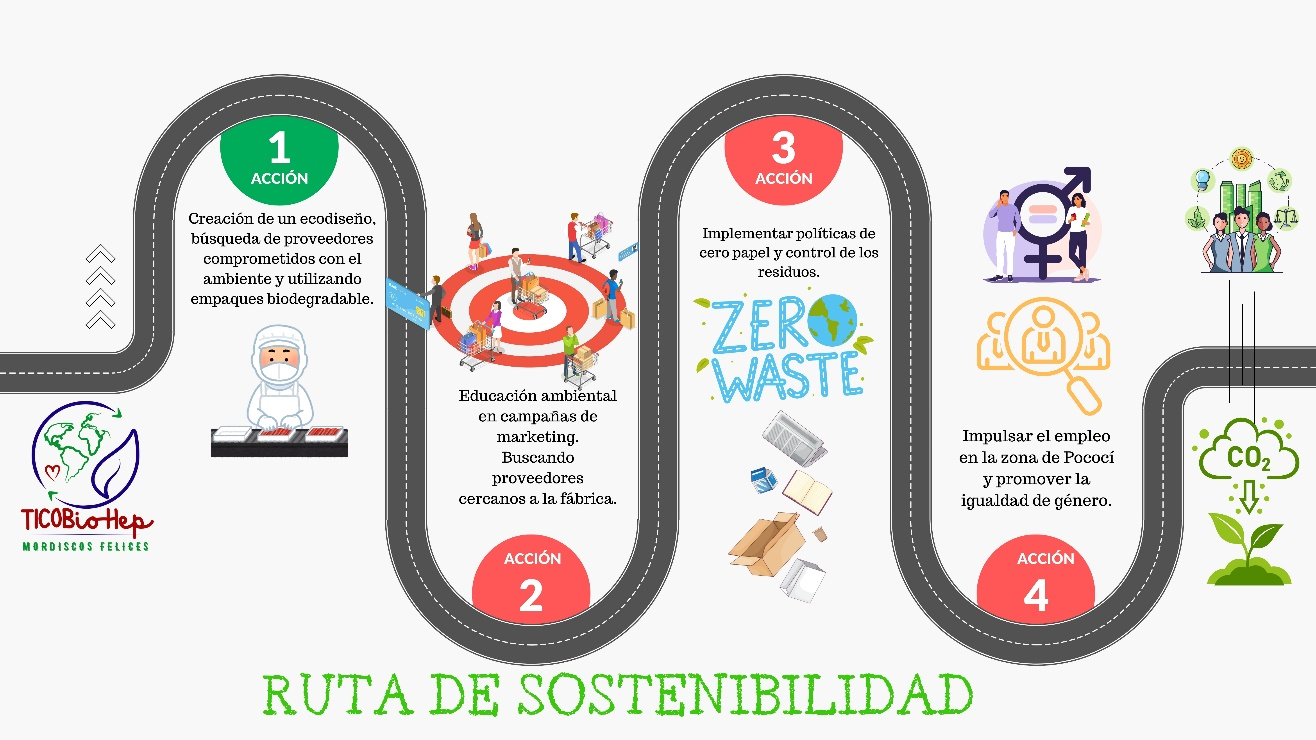 1
ACCIÓN
Creación de un ecodiseño,
búsqueda de proveedores
comprometidos con el
ambiente y utilizando
empaques biodegradable.
TICOBioHep
MORDISCOS FELICES
Educación ambiental
en campañas de
marketing.
Buscando
proveedores
cercanos a la fábrica.
ACCIÓN
2
3
ACCIÓN
Implementar políticas de
cero papel y control de los
residuos.
ZERO
WASTE
Impulsar el empleo
en la zona de Pococí
y promover la
igualdad de género.
ACCIÓN
4
CO2
RUTA DE SOSTENIBILIDAD